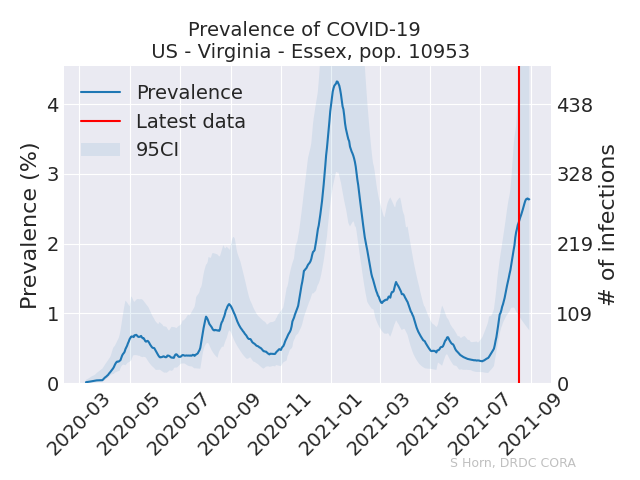 Prevalence of COVID-19
US - Virginia - Essex, pop. 10953
Prevalence
Latest data
95CI
Prevalence (%)
4
3
2
1
0
438
328
219
109
0
# of infections
2020-03
2020-05
2020-07
2020-09
2020-11
2021-01
2021-03
2021-05
2021-07
2021-09
S Horn, DRDC CORA